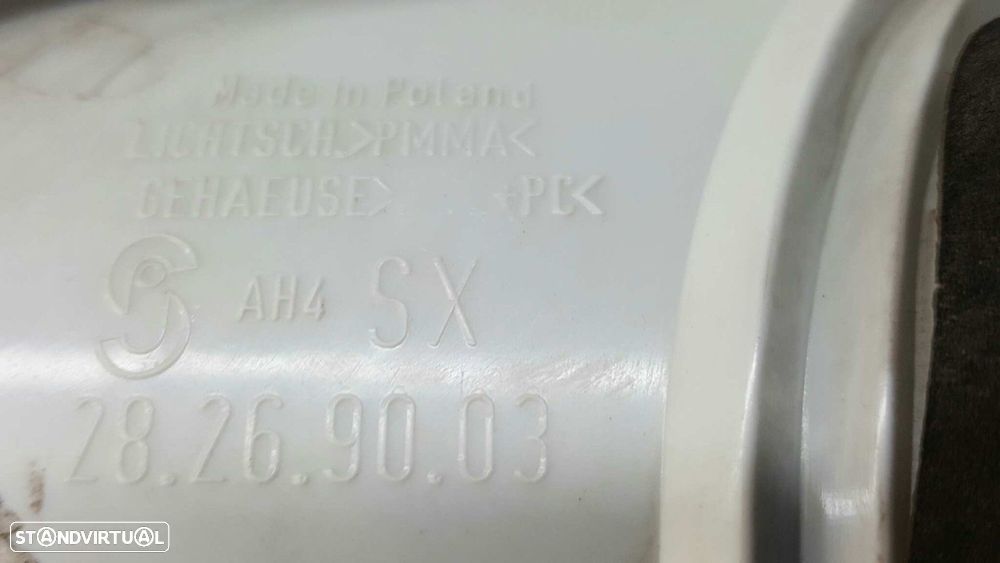 Made in Poland
LICHTSCH.>PMMA<
GEHAEUSE> +PC<
AH4 SX
28.26.90.03
STANDVIRTUAL